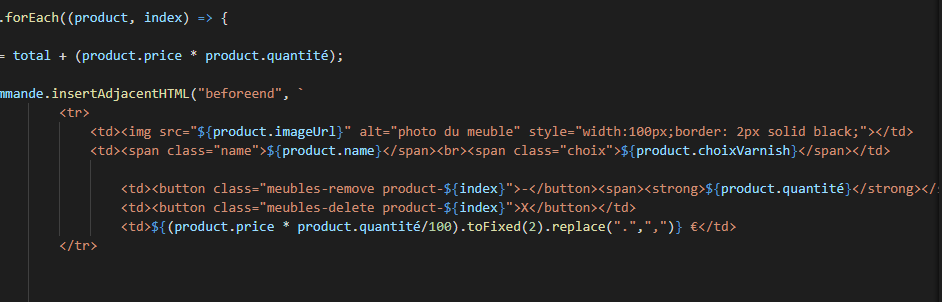 .forEach((product, index) => {
= total + (product.price * product.quantité);
mmande.insertAdjacentHTML("beforeend", `
<tr>
<td><img src="${product.imageUrl}" alt="photo du meuble" style="width:100px;border: 2px solid black;"></td>
<td><span class="name">${product.name}</span><br><span class="choix">${product.choixVarnish}</span></td>
<td><button class="meubles-remove product-${index}">-</button><span><strong>${product.quantité}</strong></s
<td><button class="meubles-delete product-${index}">X</button></td>
<td>${(product.price * product.quantité/100).toFixed(2).replace(".",",")} €</td>
</tr>